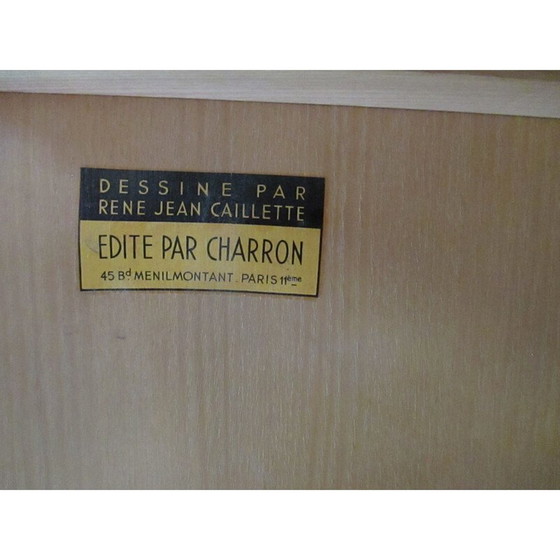 DESSINE PAR
RENE JEAN CAILLETTE
EDITE PAR CHARRON
45 Bd MENILMONTANT. PARIS 11ème